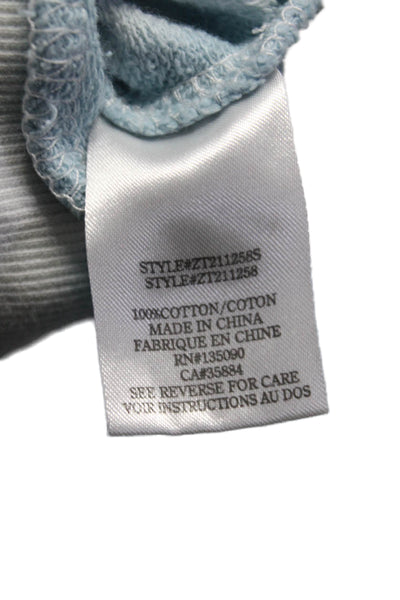 STYLE#ZT211258S
STYLE#ZT211258
100%COTTON/COTON
MADE IN CHINA
FABRIQUE EN CHINE
RN#135090
CA#35884
SEE REVERSE FOR CARE
VOIR INSTRUCTIONS AU DOS